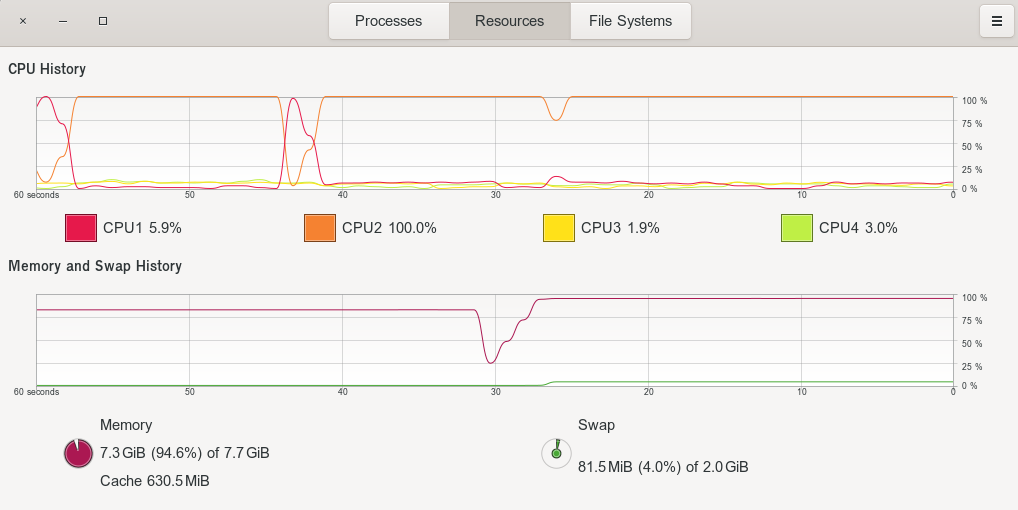 Processes Resources File Systems
CPU History
100 %
75 %
50 %
25 %
0 %
60 seconds 50 40 30 20 10 0
CPU1 5.9% CPU2 100.0% CPU3 1.9% CPU4 3.0%
Memory and Swap History
100 %
75 %
50 %
25 %
0 %
60 seconds 50 40 30 20 10 0
Memory
7.3 GiB (94.6%) of 7.7 GiB
Cache 630.5 MiB
Swap
81.5 MiB (4.0%) of 2.0 GiB